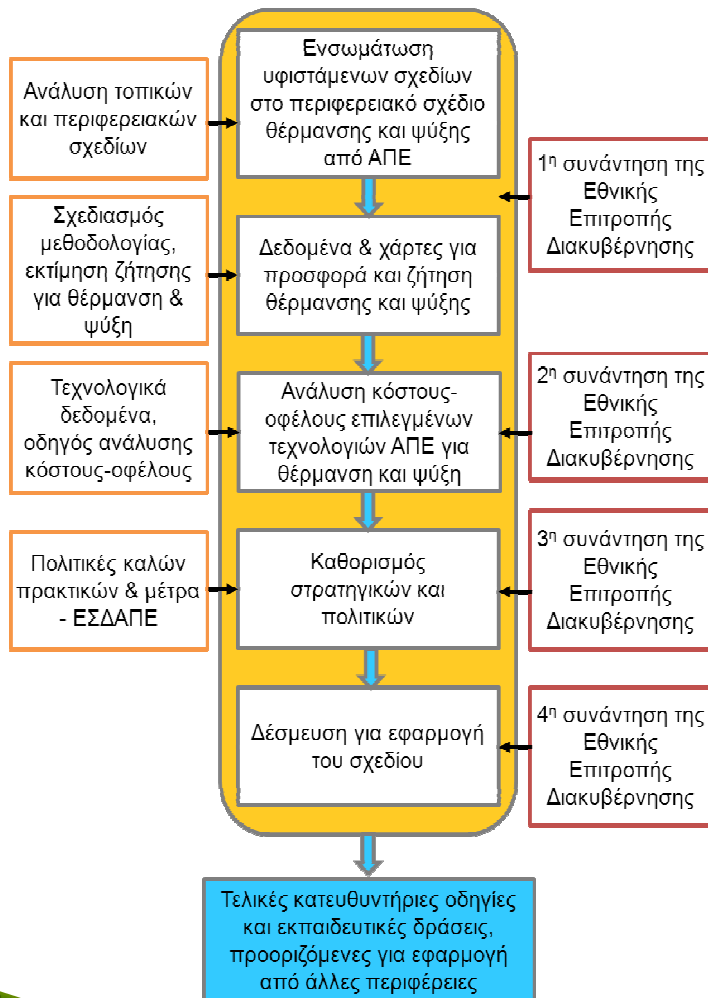 Ενσωμάτωση
υφιστάμενων σχεδίων
στο περιφερειακό σχέδιο
θέρμανσης και ψύξης
από ΑΠΕ
Ανάλυση τοπικών
και περιφερειακών
σχεδίων
1η συνάντηση της
Εθνικής
Επιτροπής
Διακυβέρνησης
Σχεδιασμός
μεθοδολογίας,
εκτίμηση ζήτησης
για θέρμανση &
ψύξη
Δεδομένα & χάρτες για
προσφορά και ζήτηση
θέρμανσης και ψύξης
Τεχνολογικά
δεδομένα,
οδηγός ανάλυσης
κόστους-οφέλους
Ανάλυση κόστους-
οφέλους επιλεγμένων
τεχνολογιών ΑΠΕ για
θέρμανση και ψύξη
2η συνάντηση της
Εθνικής
Επιτροπής
Διακυβέρνησης
Πολιτικές καλών
πρακτικών & μέτρα
- ΕΣΔΑΠΕ
Καθορισμός
στρατηγικών και
πολιτικών
3η συνάντηση της
Εθνικής
Επιτροπής
Διακυβέρνησης
Δέσμευση για εφαρμογή
του σχεδίου
4η συνάντηση της
Εθνικής
Επιτροπής
Διακυβέρνησης
Τελικές κατευθυντήριες οδηγίες
και εκπαιδευτικές δράσεις,
προοριζόμενες για εφαρμογή
από άλλες περιφέρειες